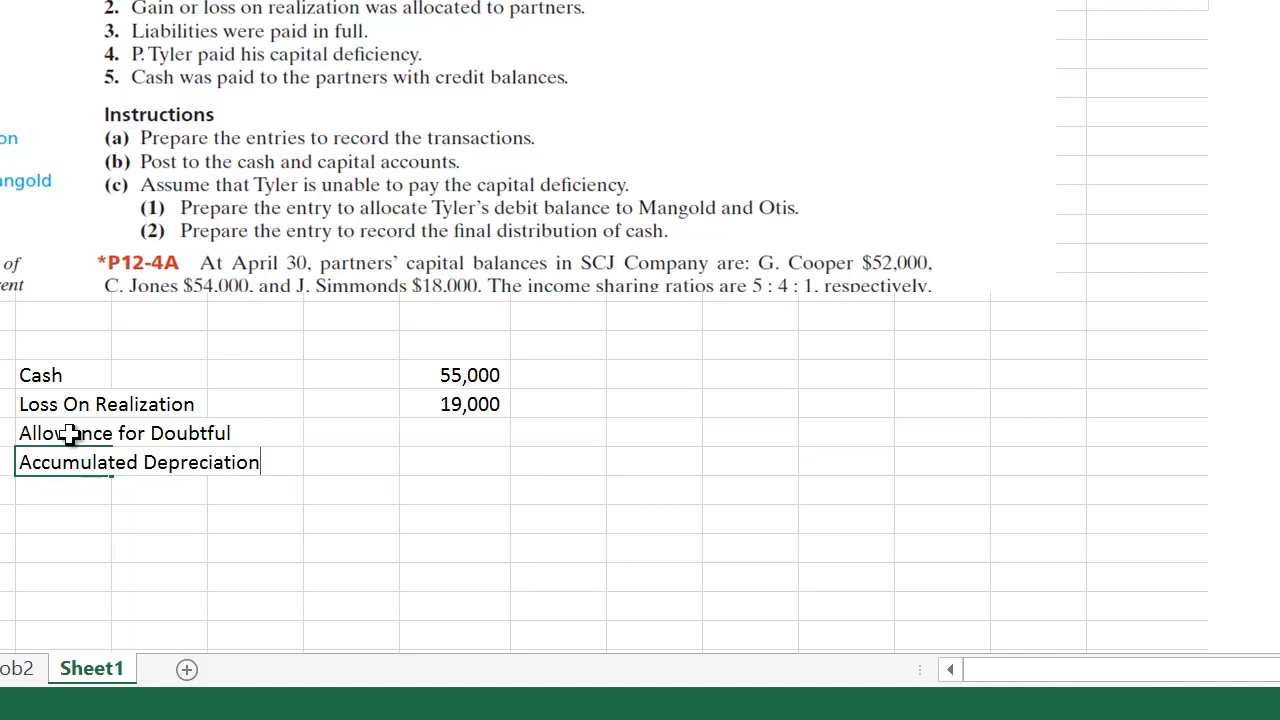 2. Gain or loss on realization was allocated to partners.
3. Liabilities were paid in full.
4. P. Tyler paid his capital deficiency.
5. Cash was paid to the partners with credit balances.
Instructions
on (a) Prepare the entries to record the transactions.
(b) Post to the cash and capital accounts.
angold (c) Assume that Tyler is unable to pay the capital deficiency.
(1) Prepare the entry to allocate Tyler's debit balance to Mangold and Otis.
(2) Prepare the entry to record the final distribution of cash.
of *P12-4A At April 30, partners' capital balances in SCJ Company are: G. Cooper $52,000,
rent C. Jones $54,000, and J. Simmonds $18,000. The income sharing ratios are 5 : 4 : 1, respectively.
Cash 55,000
Loss On Realization 19,000
Allowance for Doubtful
Accumulated Depreciation
ob2 Sheet1